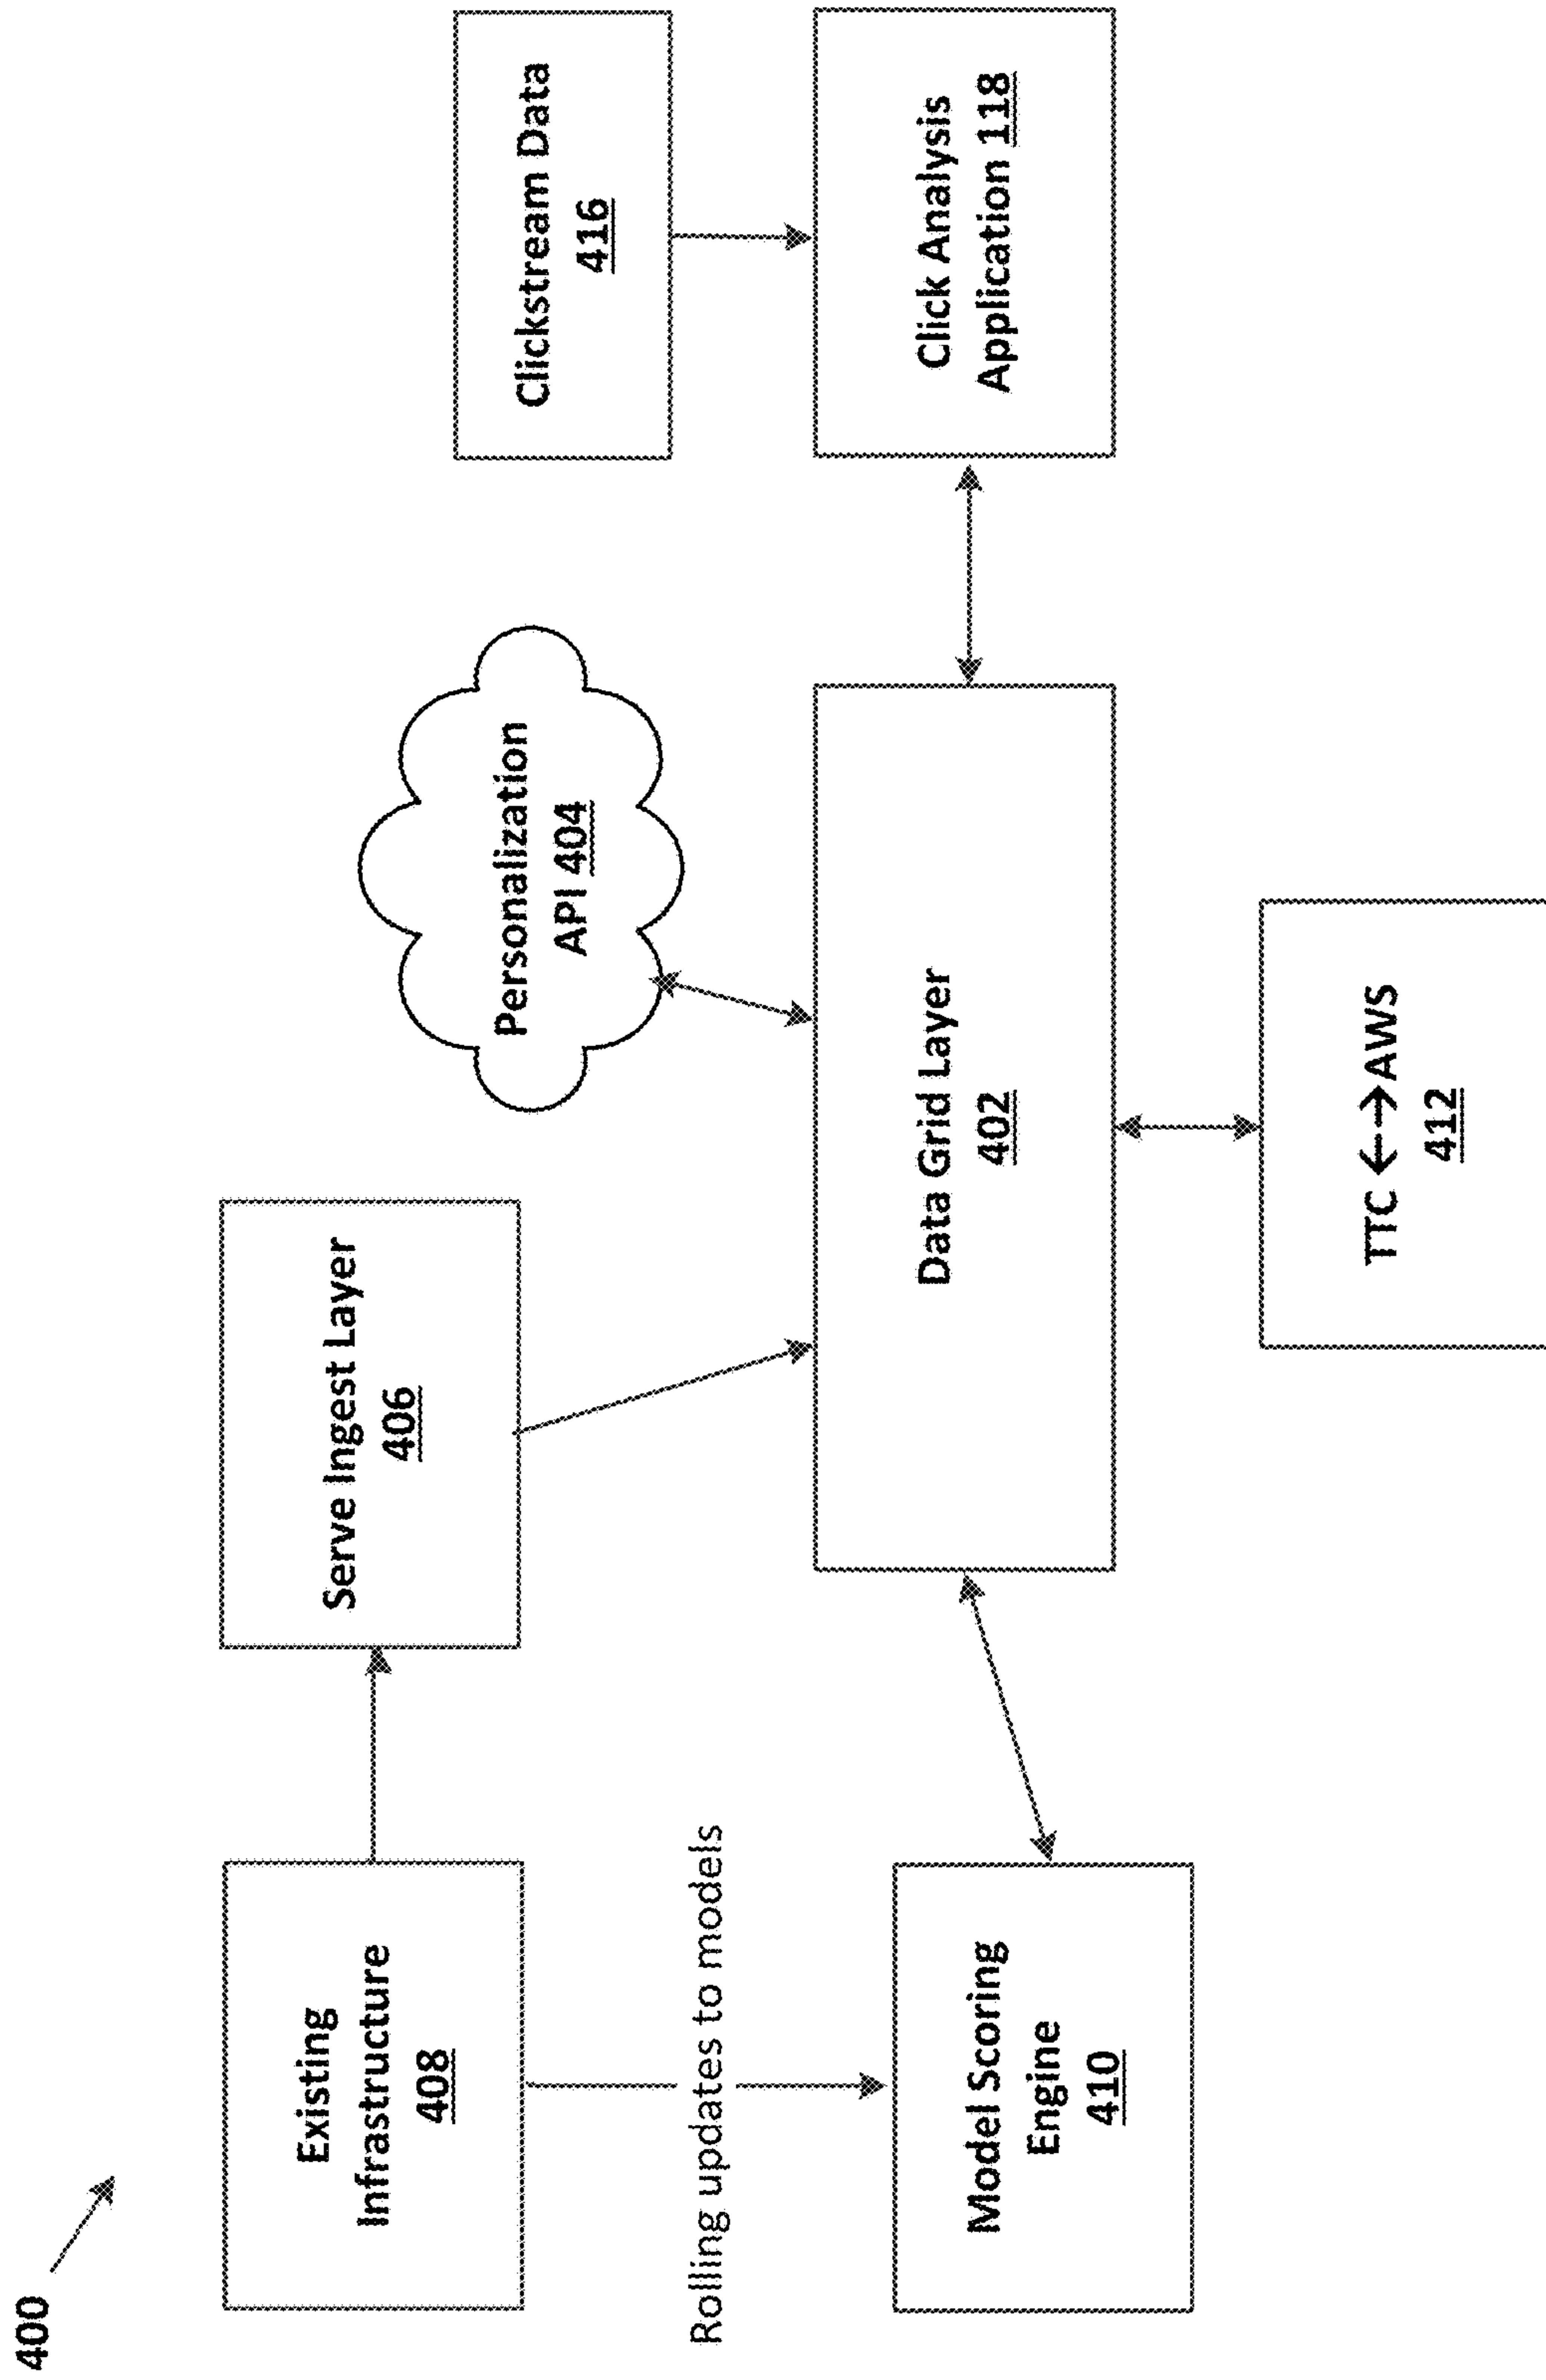 400
Existing
Infrastructure
408
Serve Ingest Layer
406
Personalization
API 404
Clickstream Data
416
Rolling updates to models
Model Scoring
Engine
410
Data Grid Layer
402
Click Analysis
Application 118
TTC ←→AWS
412